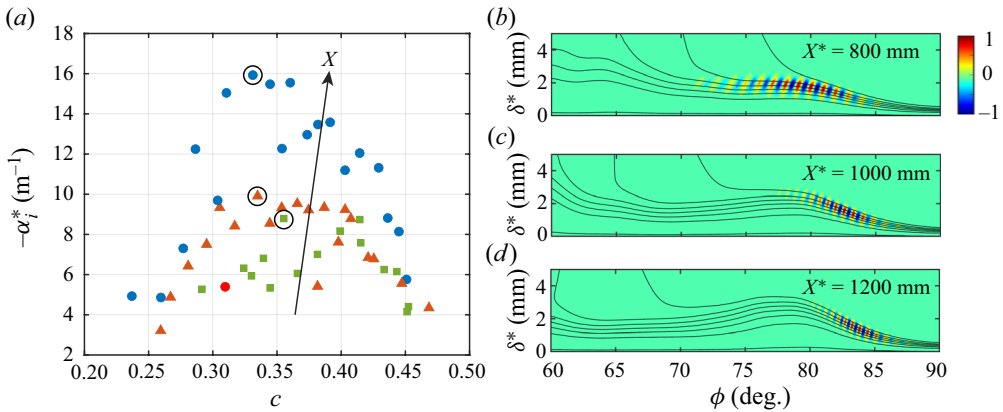 (a)
18
16
14
12
10
8
6
4
2
0.20
0.25
0.30
0.35
0.40
0.45
0.50
−α*i (m−1)
c
X
(b)
4
2
0
δ* (mm)
X* = 800 mm
1
0
−1
(c)
4
2
0
δ* (mm)
X* = 1000 mm
(d)
4
2
0
δ* (mm)
X* = 1200 mm
60
65
70
75
80
85
90
ϕ (deg.)